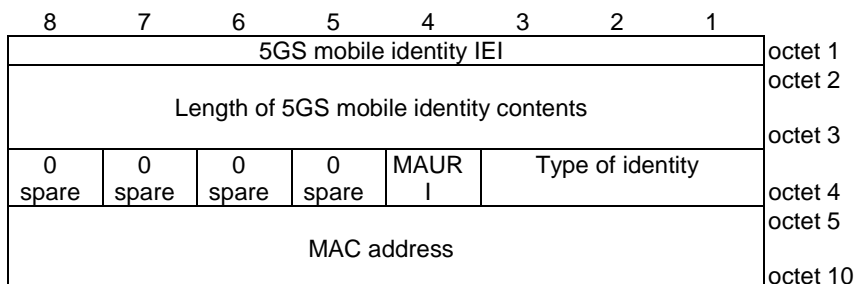 8 7 6 5 4 3 2 1
5GS mobile identity IEI octet 1
octet 2
Length of 5GS mobile identity contents
octet 3
0 0 0 0 MAUR Type of identity
spare spare spare spare I octet 4
octet 5
MAC address
octet 10